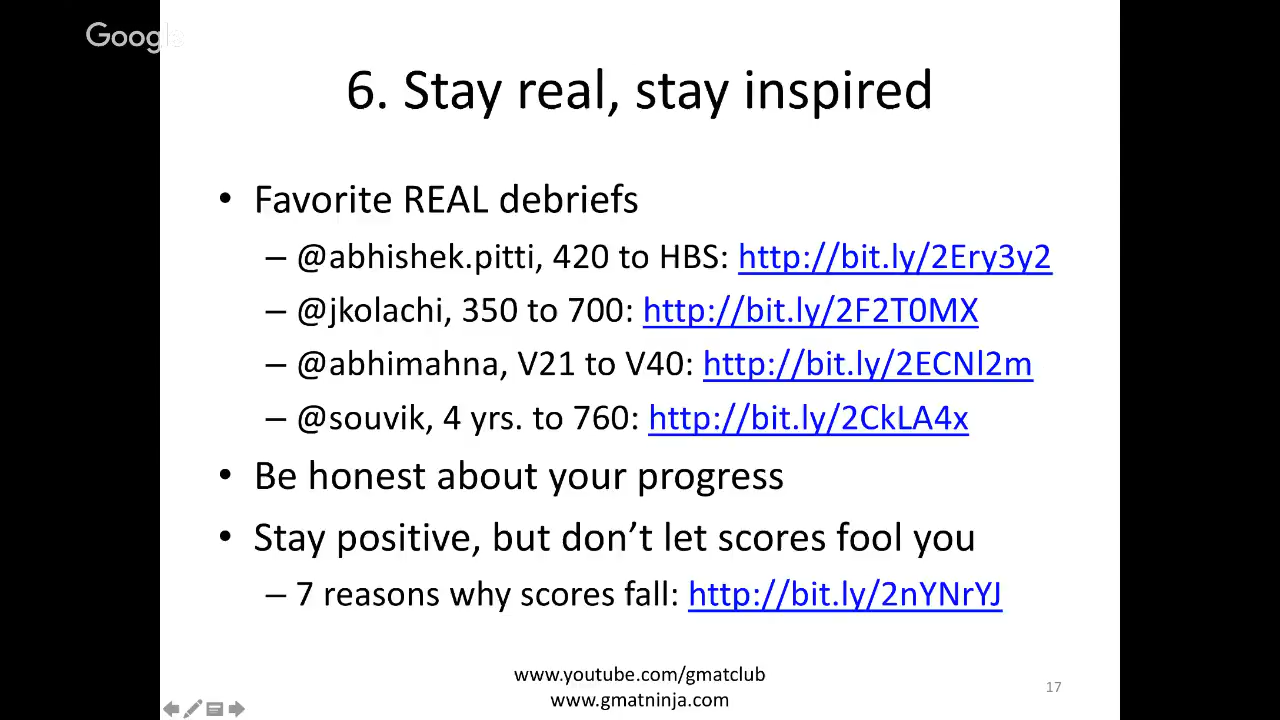 Google
6. Stay real, stay inspired
• Favorite REAL debriefs
– @abhishek.pitti, 420 to HBS: http://bit.ly/2Ery3y2
– @jkolachi, 350 to 700: http://bit.ly/2F2T0MX
– @abhimahna, V21 to V40: http://bit.ly/2ECNl2m
– @souvik, 4 yrs. to 760: http://bit.ly/2CkLA4x
• Be honest about your progress
• Stay positive, but don’t let scores fool you
– 7 reasons why scores fall: http://bit.ly/2nYNrYJ
www.youtube.com/gmatclub
www.gmatninja.com
17